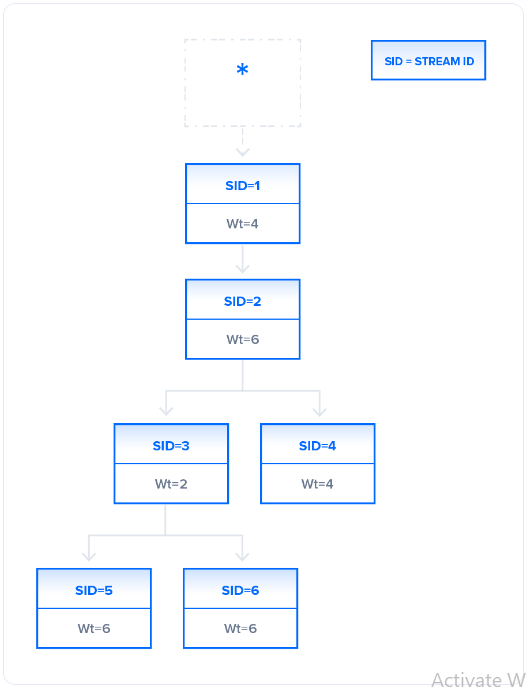 *
SID = STREAM ID
SID=1
Wt=4
SID=2
Wt=6
SID=3
SID=4
Wt=2
Wt=4
SID=5
SID=6
Wt=6
Wt=6
Activate W